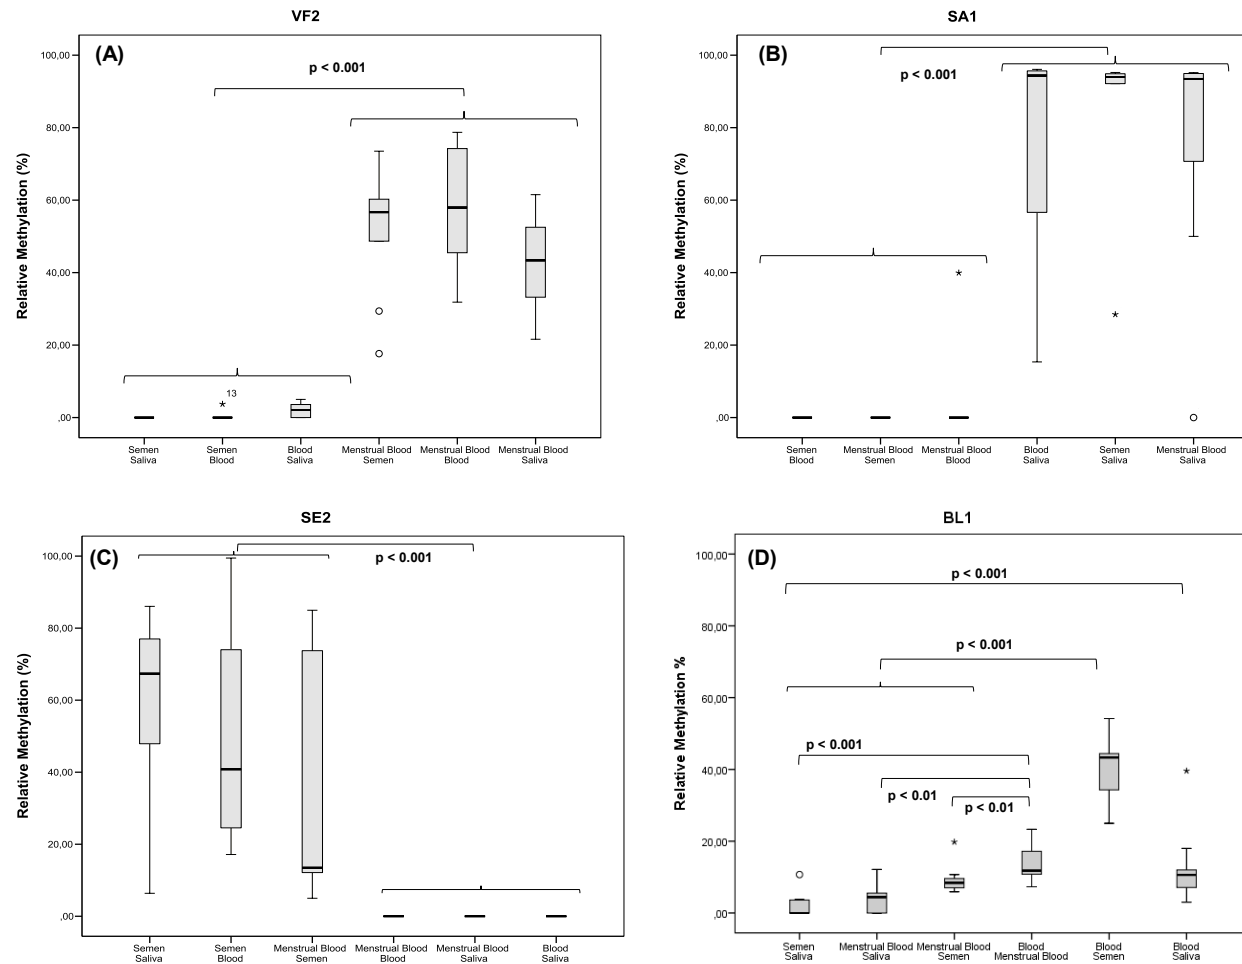 VF2
(A)
p < 0.001
Relative Methylation (%)
100,00
80,00
60,00
40,00
20,00
,00
13
Semen
Saliva
Semen
Blood
Blood
Saliva
Menstrual Blood
Semen
Menstrual Blood
Blood
Menstrual Blood
Saliva
SA1
(B)
p < 0.001
Relative Methylation (%)
100,00
80,00
60,00
40,00
20,00
,00
Semen
Blood
Menstrual Blood
Semen
Menstrual Blood
Blood
Blood
Saliva
Semen
Saliva
Menstrual Blood
Saliva
SE2
(C)
p < 0.001
Relative Methylation (%)
100,00
80,00
60,00
40,00
20,00
,00
Semen
Saliva
Semen
Blood
Menstrual Blood
Semen
Menstrual Blood
Blood
Menstrual Blood
Saliva
Blood
Saliva
BL1
(D)
p < 0.001
p < 0.001
p < 0.001
p < 0.01
p < 0.01
Relative Methylation %
100,00
80,00
60,00
40,00
20,00
,00
Semen
Saliva
Menstrual Blood
Saliva
Menstrual Blood
Semen
Blood
Menstrual Blood
Blood
Semen
Blood
Saliva